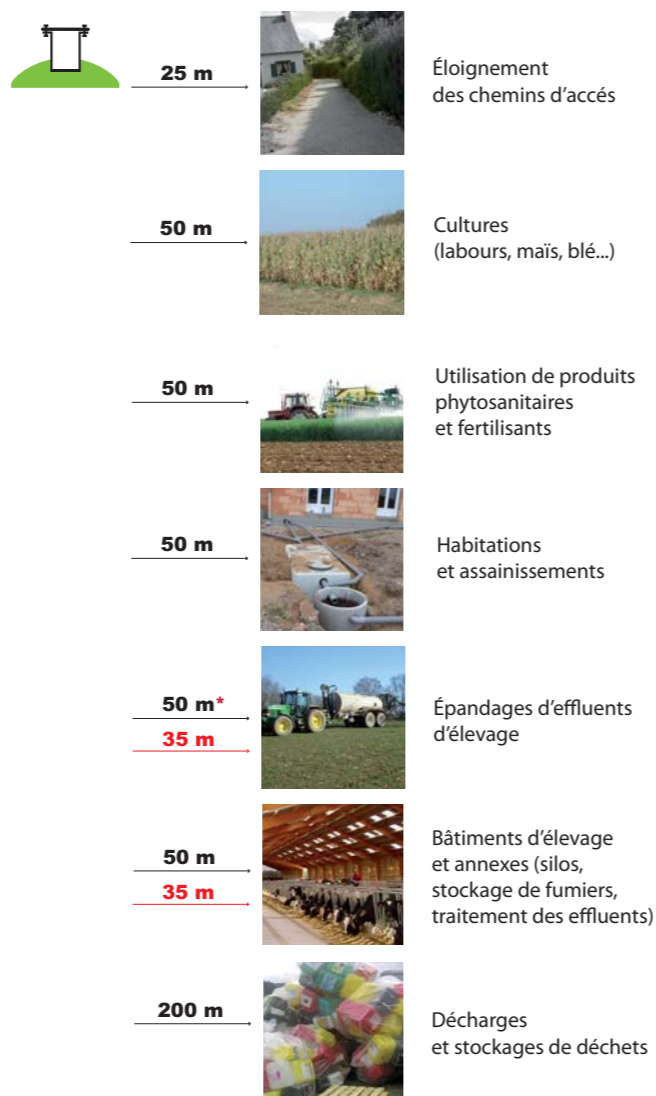 25 m
Éloignement
des chemins d'accés
50 m
Cultures
(labours, maïs, blé...)
50 m
Utilisation de produits
phytosanitaires
et fertilisants
50 m
Habitations
et assainissements
50 m*
35 m
Épandages d'effluents
d'élevage
50 m
35 m
Bâtiments d'élevage
et annexes (silos,
stockage de fumiers,
traitement des effluents)
200 m
Décharges
et stockages de déchets